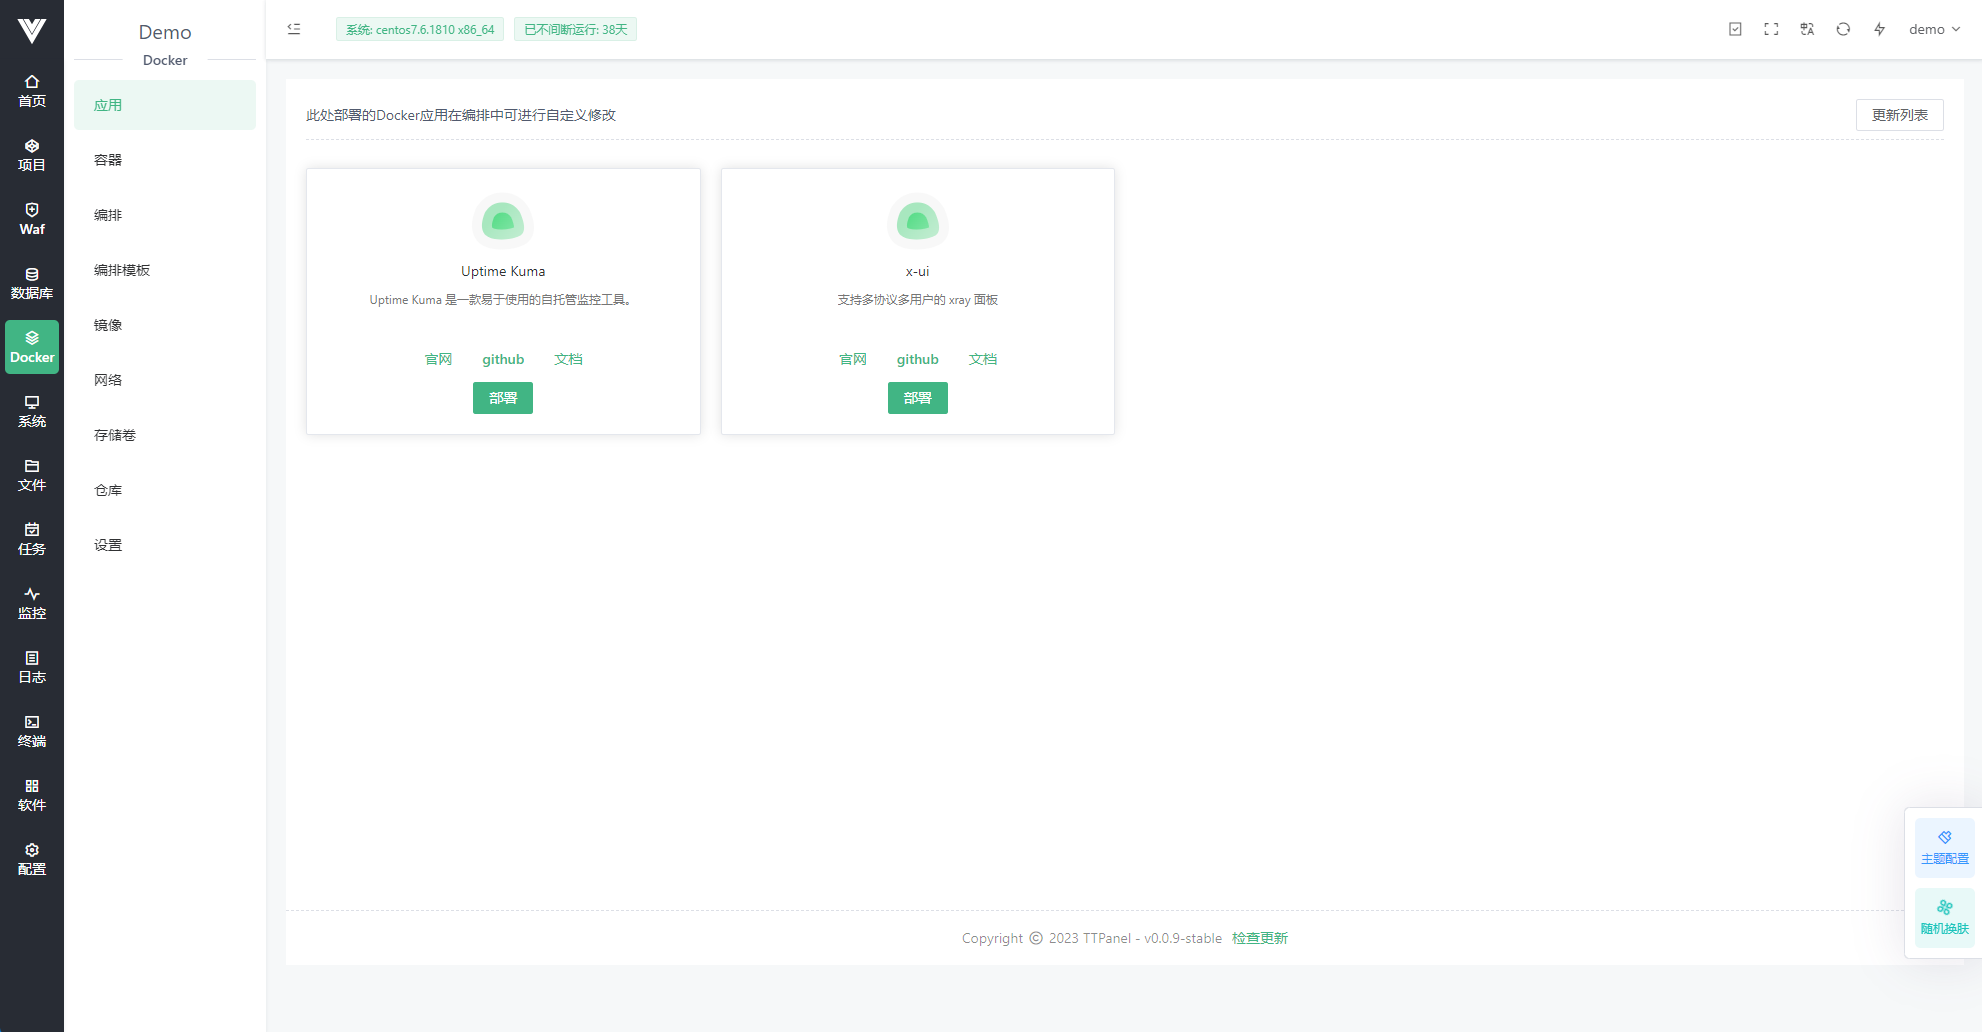 首页
项目
Waf
数据库
Docker
系统
文件
任务
监控
日志
终端
软件
配置
Demo
Docker
应用
容器
编排
编排模板
镜像
网络
存储卷
仓库
设置
系统: centos7.6.1810 x86_64 已不间断运行: 38天
demo
此处部署的Docker应用在编排中可进行自定义修改
更新列表
Uptime Kuma
Uptime Kuma 是一款易于使用的自托管监控工具。
官网 github 文档
部署
x-ui
支持多协议多用户的 xray 面板
官网 github 文档
部署
主题配置
随机换肤
Copyright © 2023 TTPanel - v0.0.9-stable 检查更新